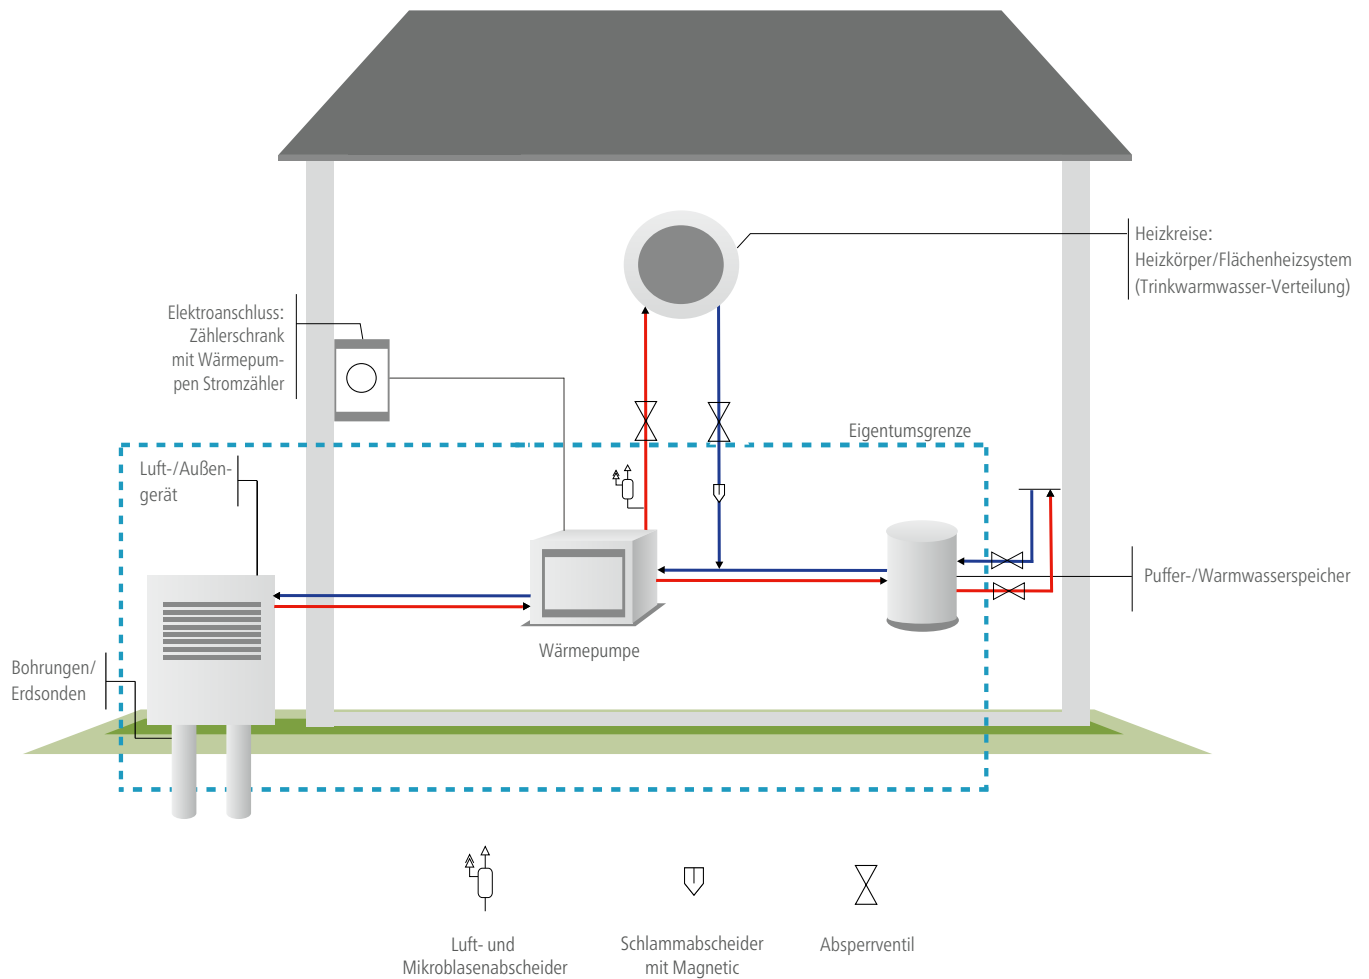 Heizkreise:
Heizkörper/Flächenheizsystem
(Trinkwarmwasser-Verteilung)
Elektroanschluss:
Zählerschrank
mit Wärmepum-
pen Stromzähler
Eigentumsgrenze
Luft-/Außen-
gerät
Puffer-/Warmwasserspeicher
Wärmepumpe
Bohrungen/
Erdsonden
Luft- und
Mikroblasenabscheider
Schlammabscheider
mit Magnetic
Absperrventil